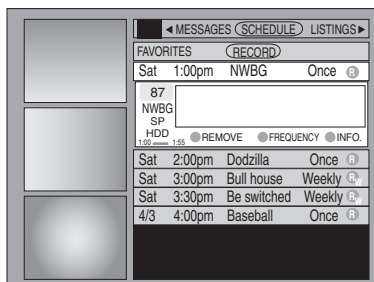 ◄MESSAGES SCHEDULE LISTINGS►
FAVORITES RECORD
Sat 1:00pm NWBG Once R
87
NWBG
SP
HDD
1:00 1:55 REMOVE FREQUENCY INFO.
Sat 2:00pm Dodzilla Once R
Sat 3:00pm Bull house Weekly RW
Sat 3:30pm Be switched Weekly RW
4/3 4:00pm Baseball Once R